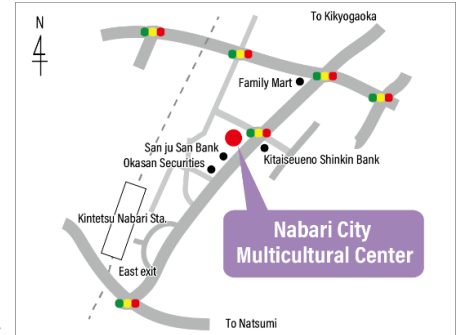 To Kikyogaoka
N
Family Mart
San ju San Bank
Okasan Securities
Kitaiseueno Shinkin Bank
Kintetsu Nabari Sta.
Nabari City
Multicultural Center
East exit
To Natsumi